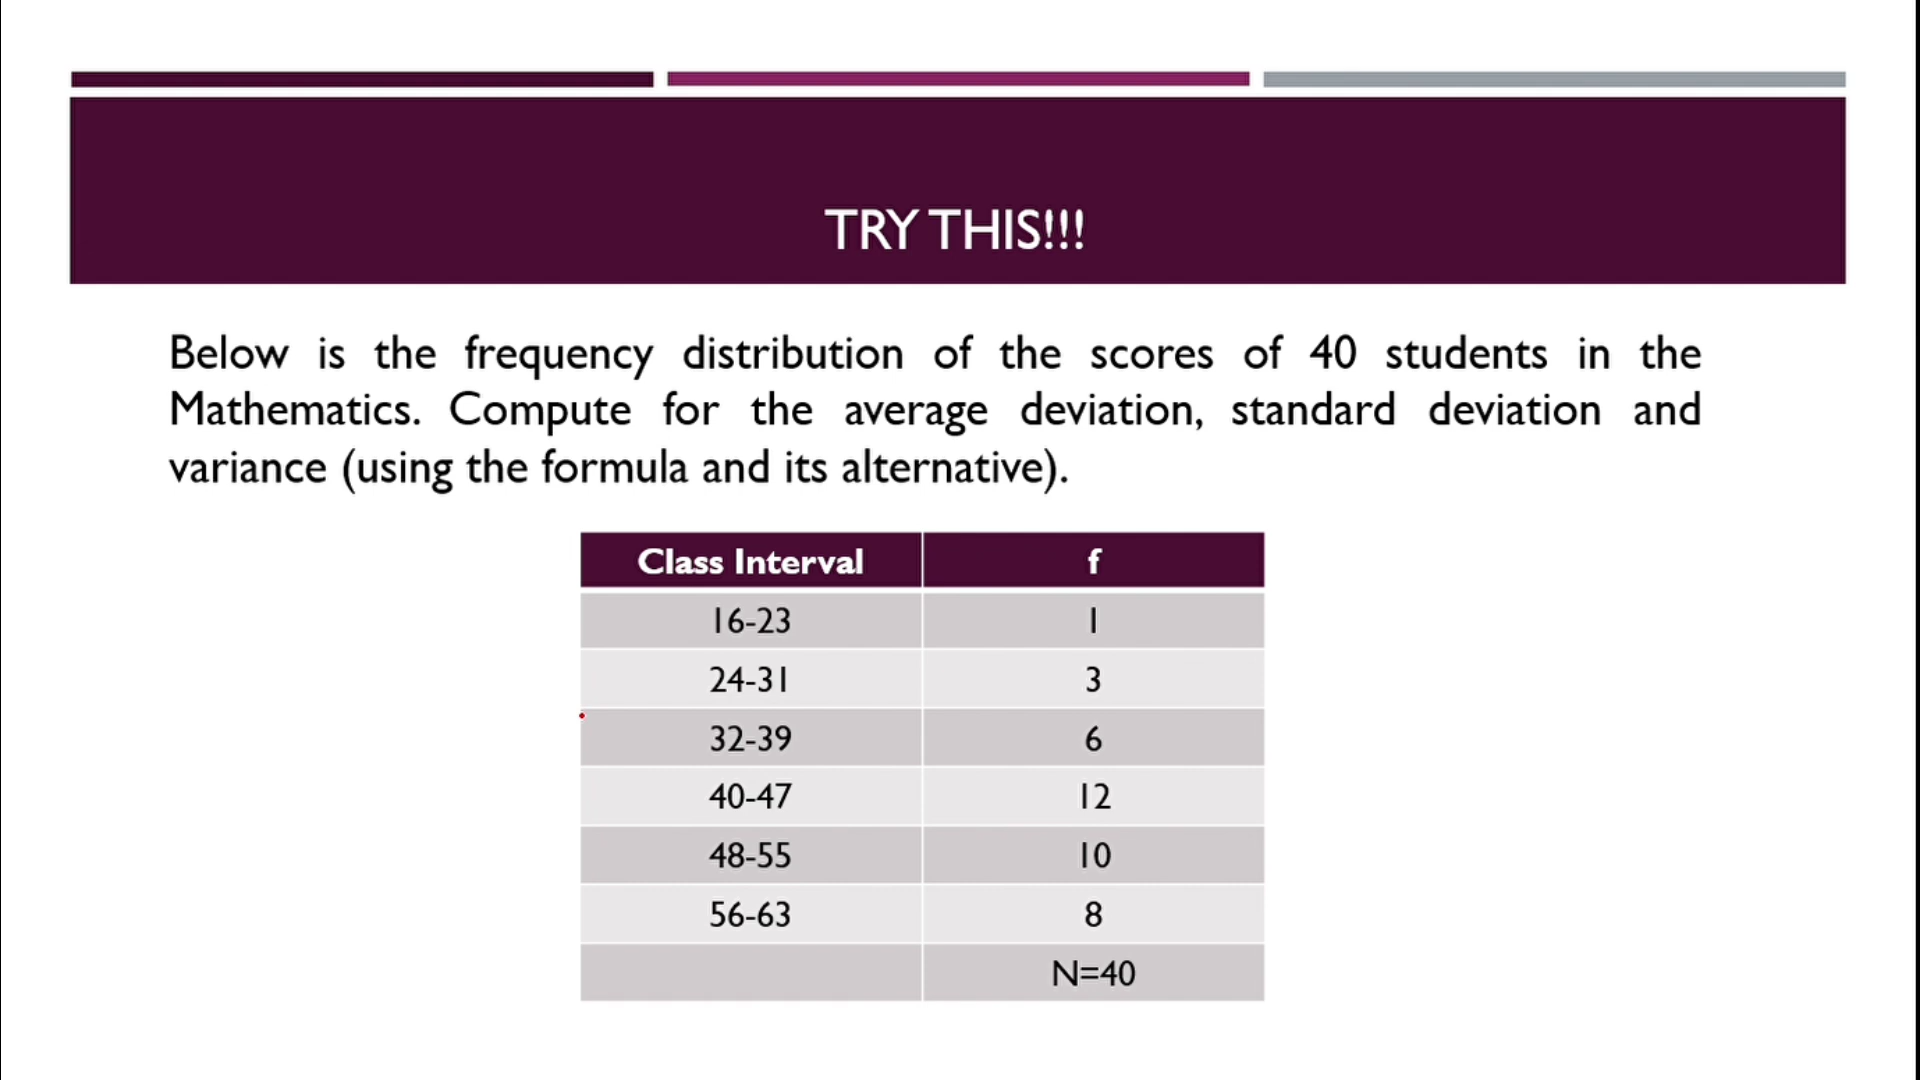 TRY THIS!!!
Below is the frequency distribution of the scores of 40 students in the
Mathematics. Compute for the average deviation, standard deviation and
variance (using the formula and its alternative).
Class Interval f
16-23 1
24-31 3
32-39 6
40-47 12
48-55 10
56-63 8
N=40